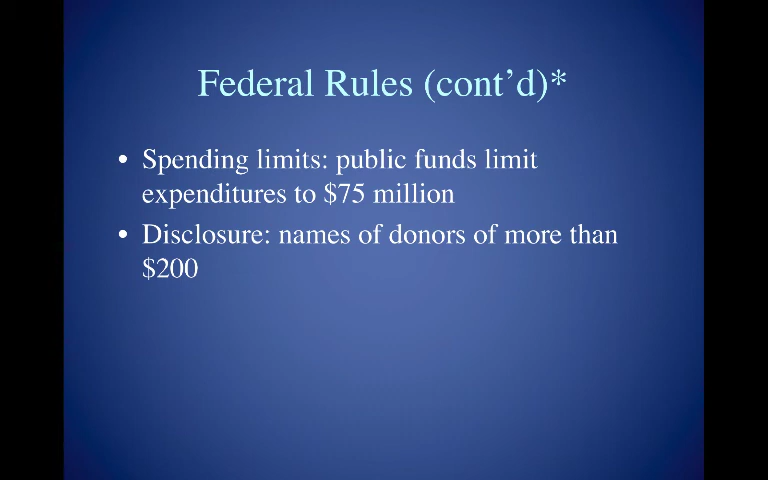 Federal Rules (cont’d)*
• Spending limits: public funds limit
expenditures to $75 million
• Disclosure: names of donors of more than
$200